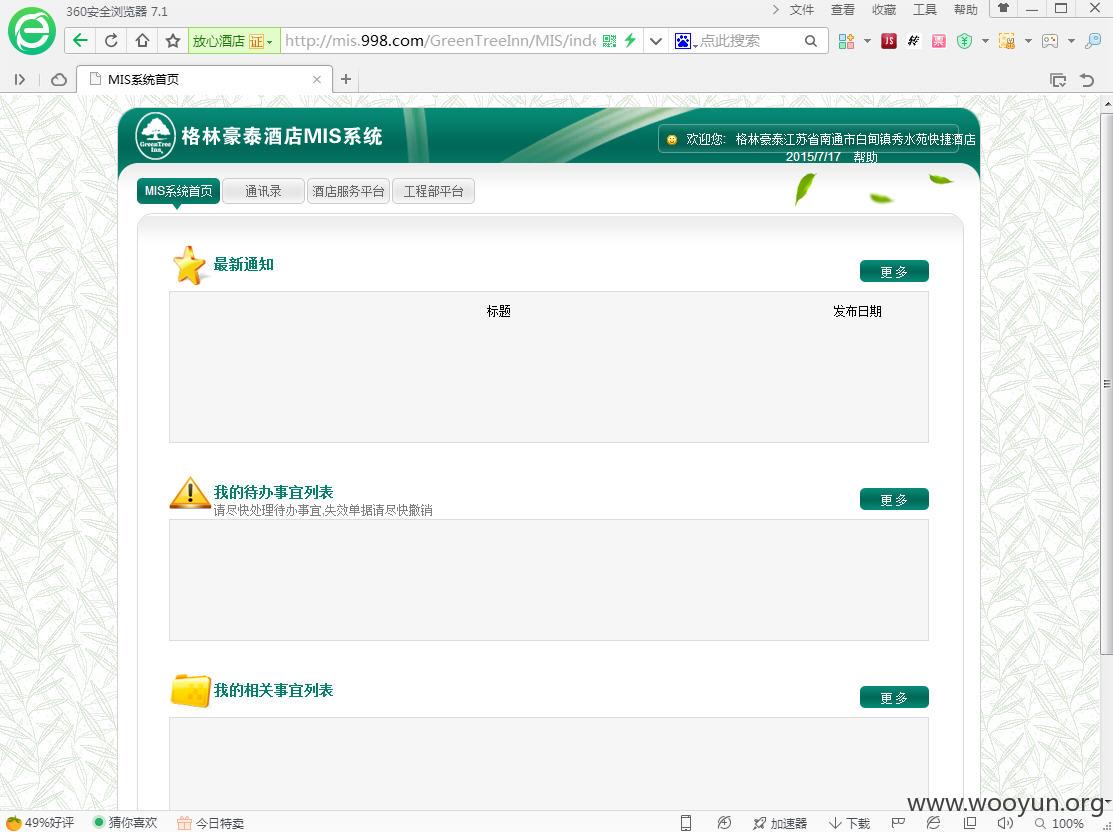 360安全浏览器 7.1
文件 查看 收藏 工具 帮助
放心酒店 证 http://mis.998.com/GreenTreeInn/MIS/inde 点此搜索
MIS系统首页
GreenTree Inn 格林豪泰酒店MIS系统
欢迎您: 格林豪泰江苏省南通市白甸镇秀水苑快捷酒店
2015/7/17 帮助
MIS系统首页 通讯录 酒店服务平台 工程部平台
最新通知
更多
标题 发布日期
我的待办事宜列表
请尽快处理待办事宜,失效单据请尽快撤销
更多
我的相关事宜列表
更多
www.wooyun.org
49%好评 猜你喜欢 今日特卖 加速器 下载 100%